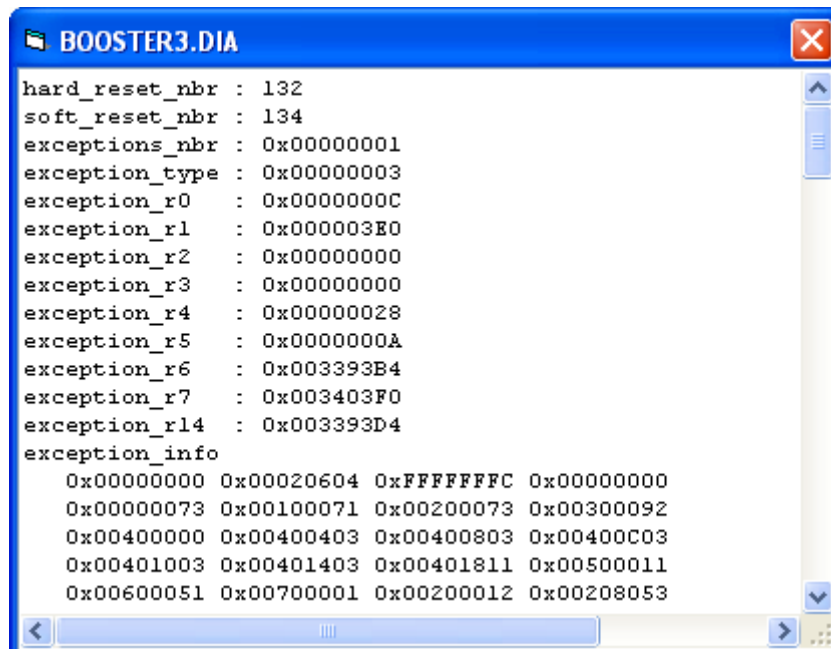 BOOSTER3.DIA
hard_reset_nbr : 132
soft_reset_nbr : 134
exceptions_nbr : 0x00000001
exception_type : 0x00000003
exception_r0 : 0x0000000C
exception_r1 : 0x000003E0
exception_r2 : 0x00000000
exception_r3 : 0x00000000
exception_r4 : 0x00000028
exception_r5 : 0x0000000A
exception_r6 : 0x003393B4
exception_r7 : 0x003403F0
exception_r14 : 0x003393D4
exception_info
0x00000000 0x00020604 0xFFFFFFFC 0x00000000
0x00000073 0x00100071 0x00200073 0x00300092
0x00400000 0x00400403 0x00400803 0x00400C03
0x00401003 0x00401403 0x00401811 0x00500011
0x00600051 0x00700001 0x00200012 0x00208053